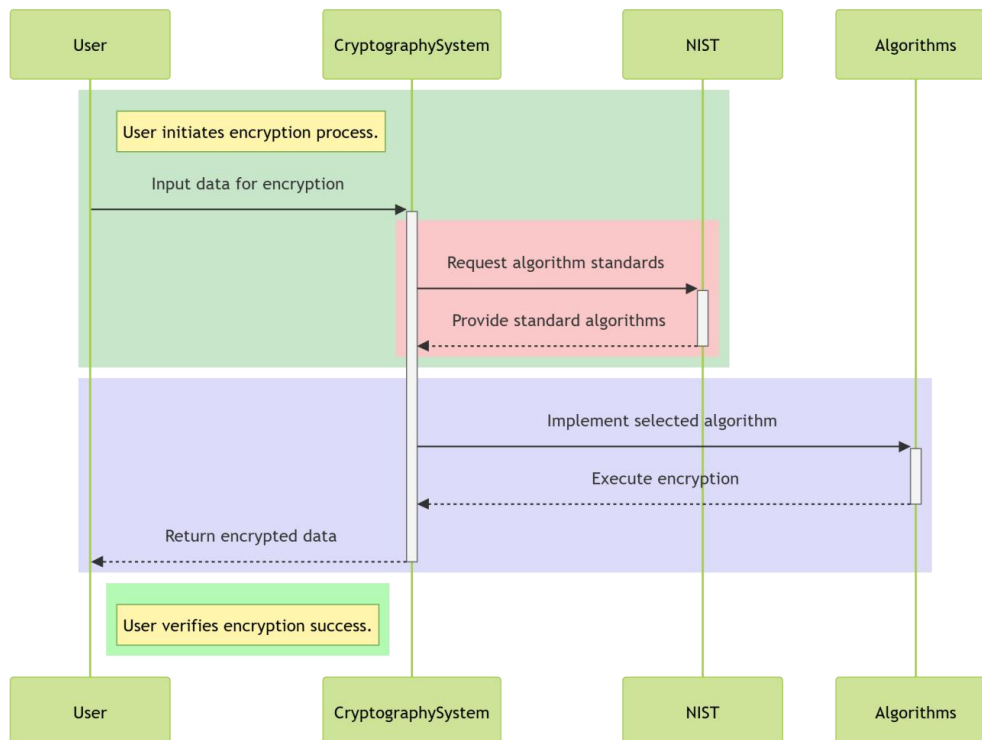 User
CryptographySystem
NIST
Algorithms
User initiates encryption process.
Input data for encryption
Request algorithm standards
Provide standard algorithms
Implement selected algorithm
Execute encryption
Return encrypted data
User verifies encryption success.
User
CryptographySystem
NIST
Algorithms